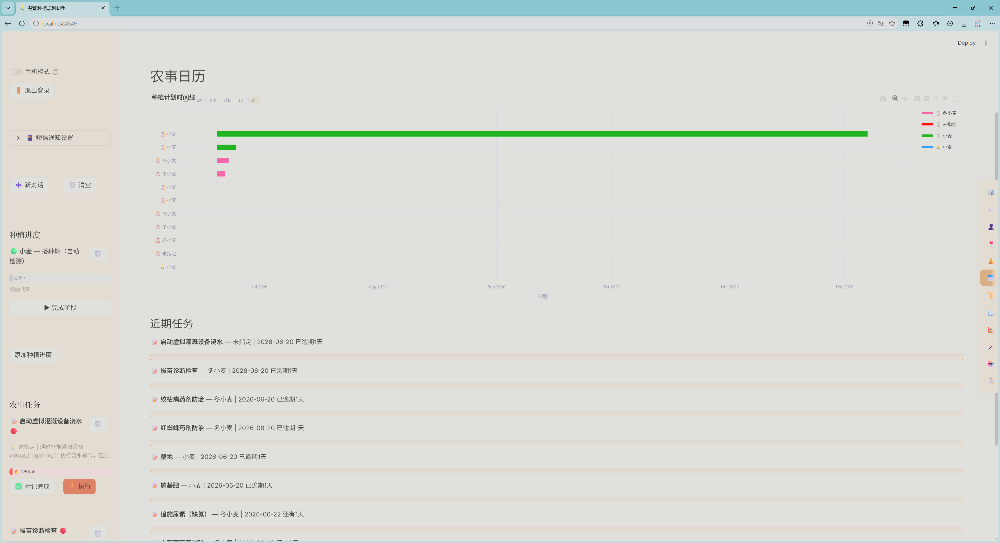 智能种植规划助手
localhost:8549
Deploy
手机模式
退出登录
短信通知设置
新对话
清空
种植进度
小麦 — 播种期（自动
检测）
进行中
阶段 1/8
▶ 完成阶段
添加种植进度
农事任务
启动虚拟灌溉设备浇水
未指定 | 通过智能灌溉设备
virtual_irrigation_01 执行浇水操作，已启
今天截止
标记完成
执行
拔苗诊断检查
农事日历
种植计划时间线
1w 1m 6m YTD 1y all
冬小麦
未指定
小麦
小麦
小麦
小麦
冬小麦
冬小麦
小麦
小麦
冬小麦
冬小麦
冬小麦
未指定
小麦
Jul 2026 Aug 2026 Sep 2026 Oct 2026 Nov 2026 Dec 2026
日期
近期任务
启动虚拟灌溉设备浇水 — 未指定 | 2026-06-20 已逾期1天
拔苗诊断检查 — 冬小麦 | 2026-06-20 已逾期1天
纹枯病药剂防治 — 冬小麦 | 2026-06-20 已逾期1天
红蜘蛛药剂防治 — 冬小麦 | 2026-06-20 已逾期1天
整地 — 小麦 | 2026-06-20 已逾期1天
施基肥 — 小麦 | 2026-06-20 已逾期1天
追施尿素（缺氮） — 冬小麦 | 2026-06-22 还有1天